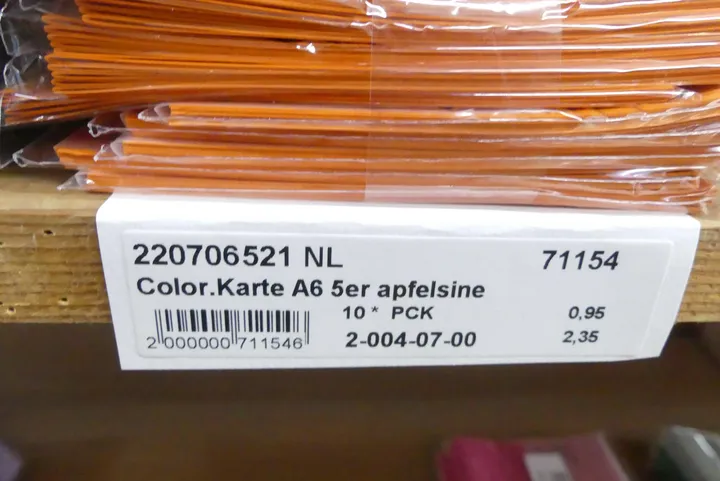 220706521 NL 71154
Color.Karte A6 5er apfelsine
10 * PCK 0,95
2 000000 711546 2-004-07-00 2,35